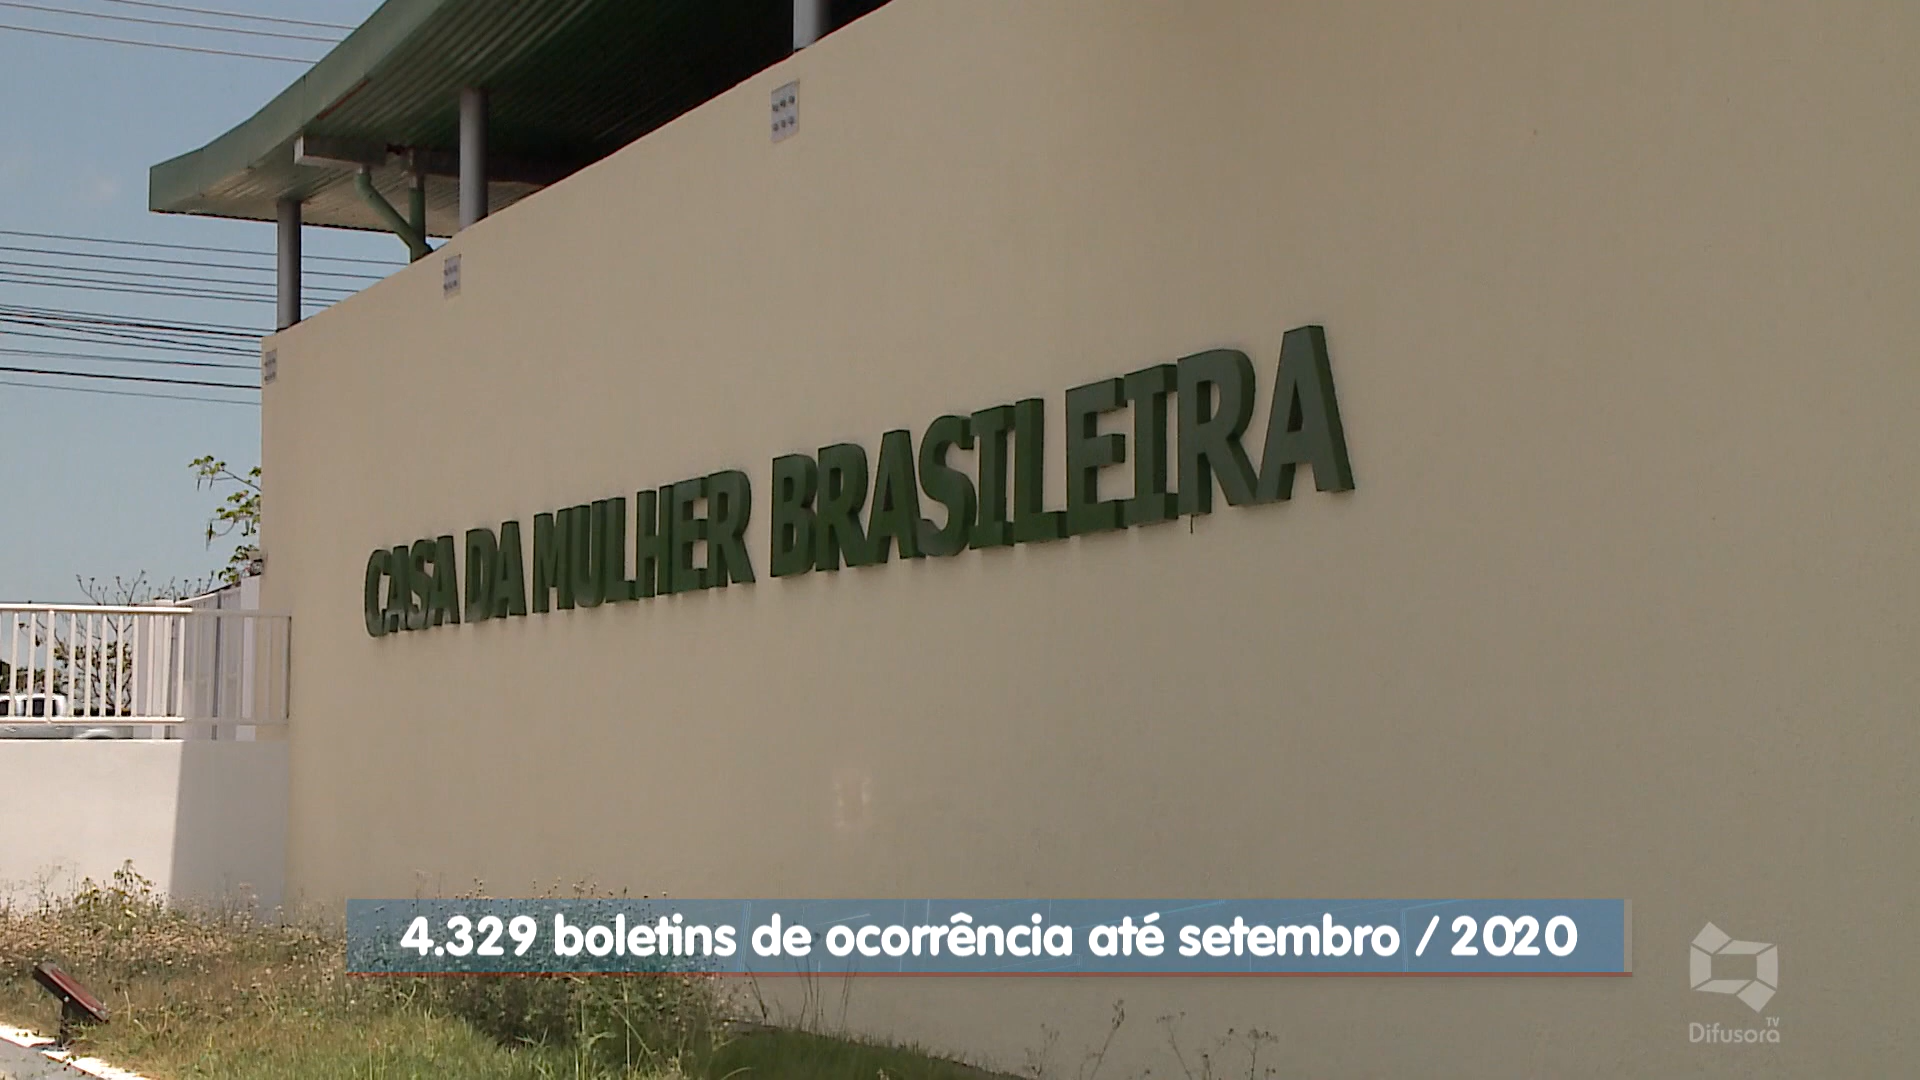 CASA DA MULHER BRASILEIRA
4.329 boletins de ocorrência até setembro / 2020
TV
Difusora